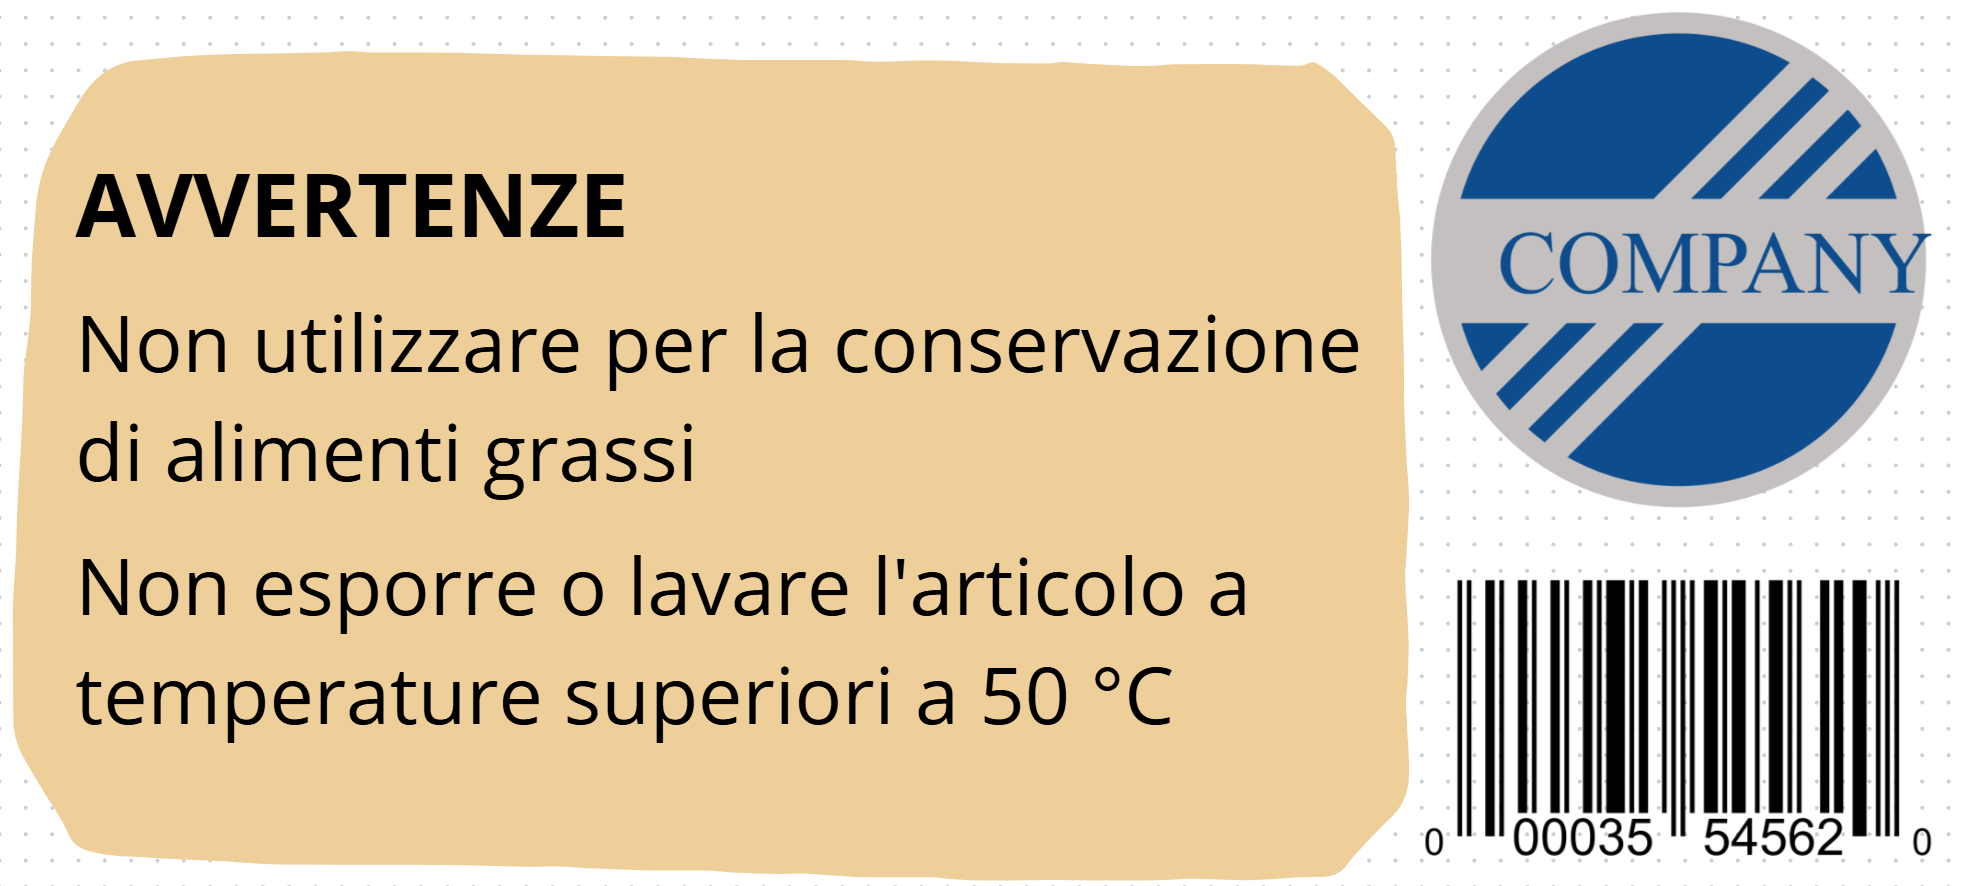 AVVERTENZE
Non utilizzare per la conservazione
di alimenti grassi
Non esporre o lavare l'articolo a
temperature superiori a 50 °C
COMPANY
0 00035 54562 0